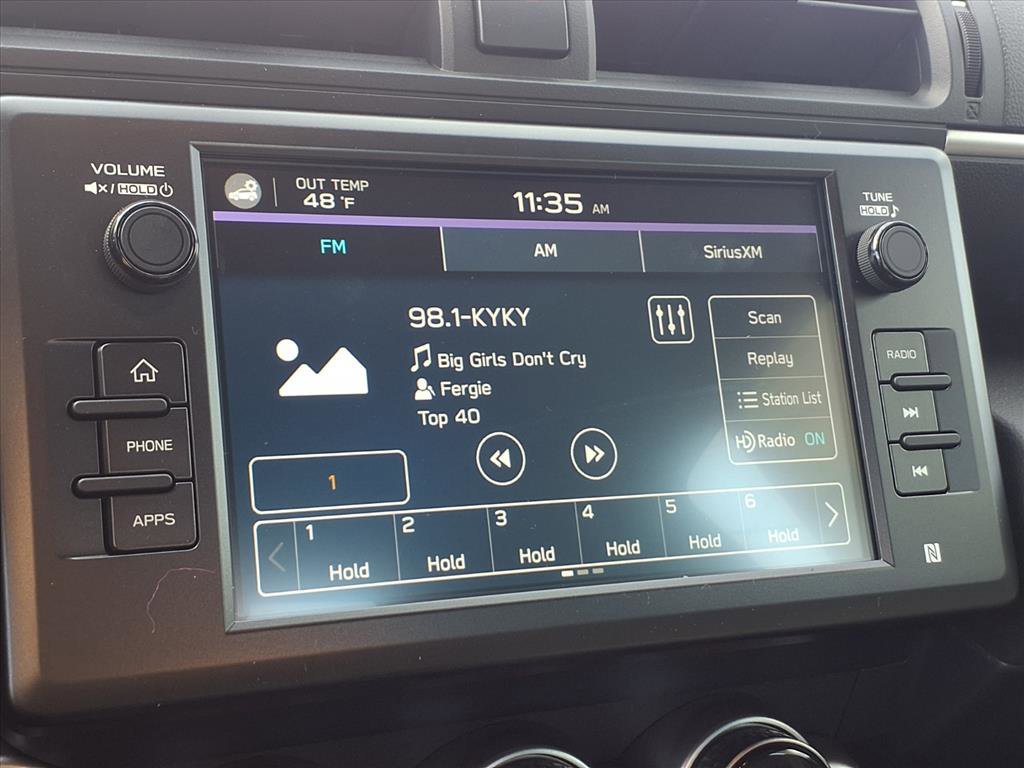 VOLUME
/ HOLD
OUT TEMP
48 °F
11:35 AM
TUNE
HOLD
FM
AM
SiriusXM
98.1-KYKY
Big Girls Don't Cry
Fergie
Top 40
Scan
Replay
Station List
HD Radio ON
1
1
Hold
2
Hold
3
Hold
4
Hold
5
Hold
6
Hold
PHONE
APPS
RADIO
N